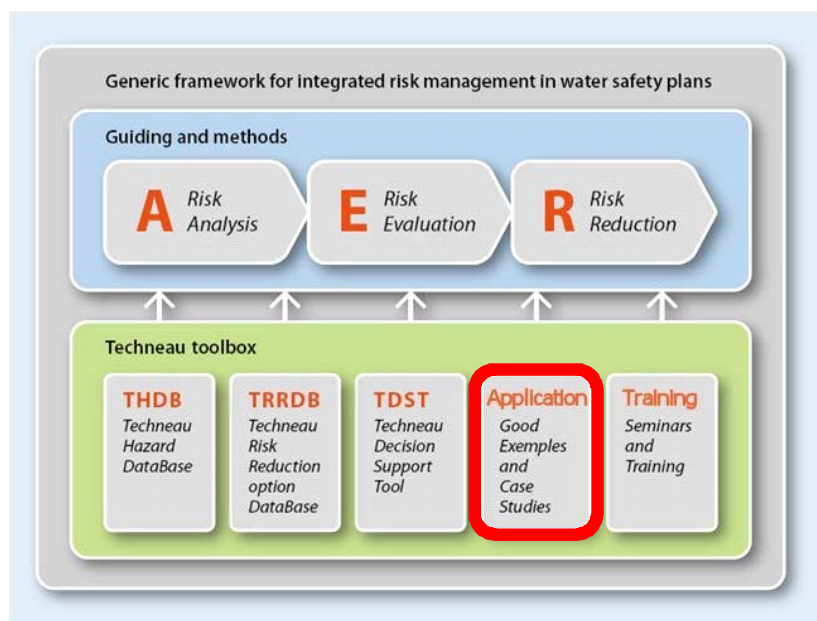 Generic framework for integrated risk management in water safety plans
Guiding and methods
A
Risk
Analysis
E
Risk
Evaluation
R
Risk
Reduction
Techneau toolbox
THDB
Techneau
Hazard
DataBase
TRRDB
Techneau
Risk
Reduction
option
DataBase
TDST
Techneau
Decision
Support
Tool
Application
Good
Exemples
and
Case
Studies
Training
Seminars
and
Training